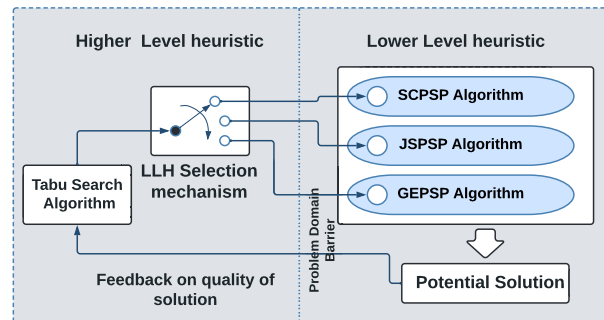 Higher Level heuristic
Lower Level heuristic
SCPSP Algorithm
JSPSP Algorithm
GEPSP Algorithm
LLH Selection
mechanism
Tabu Search
Algorithm
Problem Domain
Barrier
Feedback on quality of
solution
Potential Solution